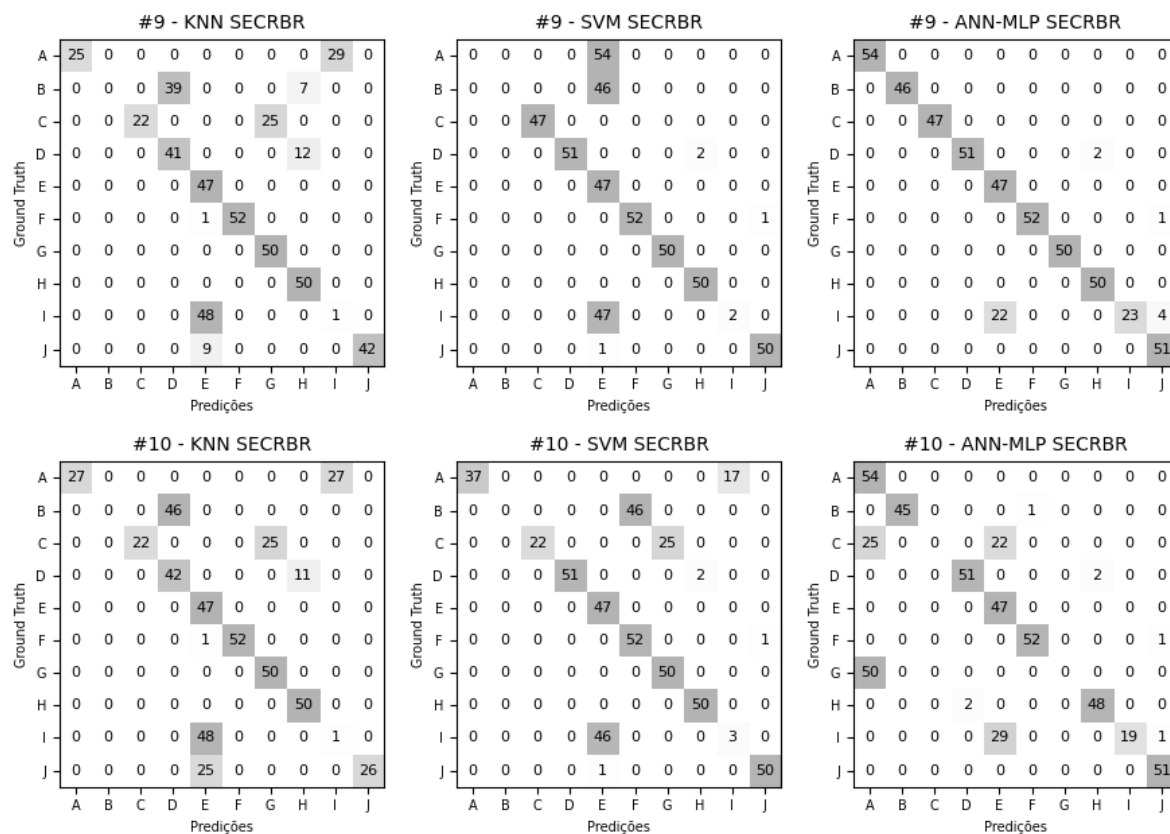 #9 - KNN SECRBR
#9 - SVM SECRBR
#9 - ANN-MLP SECRBR
Ground Truth
A 25 0 0 0 0 0 0 0 29 0
B 0 0 0 39 0 0 0 7 0 0
C 0 0 22 0 0 0 25 0 0 0
D 0 0 0 41 0 0 0 12 0 0
E 0 0 0 0 47 0 0 0 0 0
F 0 0 0 0 1 52 0 0 0 0
G 0 0 0 0 0 0 50 0 0 0
H 0 0 0 0 0 0 0 50 0 0
I 0 0 0 0 48 0 0 0 1 0
J 0 0 0 0 9 0 0 0 0 42
A B C D E F G H I J
Predições
Ground Truth
A 0 0 0 0 54 0 0 0 0 0
B 0 0 0 0 46 0 0 0 0 0
C 0 0 47 0 0 0 0 0 0 0
D 0 0 0 51 0 0 0 2 0 0
E 0 0 0 0 47 0 0 0 0 0
F 0 0 0 0 0 52 0 0 0 1
G 0 0 0 0 0 0 50 0 0 0
H 0 0 0 0 0 0 0 50 0 0
I 0 0 0 0 47 0 0 0 2 0
J 0 0 0 0 1 0 0 0 0 50
A B C D E F G H I J
Predições
Ground Truth
A 54 0 0 0 0 0 0 0 0 0
B 0 46 0 0 0 0 0 0 0 0
C 0 0 47 0 0 0 0 0 0 0
D 0 0 0 51 0 0 0 2 0 0
E 0 0 0 0 47 0 0 0 0 0
F 0 0 0 0 0 52 0 0 0 1
G 0 0 0 0 0 0 50 0 0 0
H 0 0 0 0 0 0 0 50 0 0
I 0 0 0 0 22 0 0 0 23 4
J 0 0 0 0 0 0 0 0 0 51
A B C D E F G H I J
Predições
#10 - KNN SECRBR
#10 - SVM SECRBR
#10 - ANN-MLP SECRBR
Ground Truth
A 27 0 0 0 0 0 0 0 27 0
B 0 0 0 46 0 0 0 0 0 0
C 0 0 22 0 0 0 25 0 0 0
D 0 0 0 42 0 0 0 11 0 0
E 0 0 0 0 47 0 0 0 0 0
F 0 0 0 0 1 52 0 0 0 0
G 0 0 0 0 0 0 50 0 0 0
H 0 0 0 0 0 0 0 50 0 0
I 0 0 0 0 48 0 0 0 1 0
J 0 0 0 0 25 0 0 0 0 26
A B C D E F G H I J
Predições
Ground Truth
A 37 0 0 0 0 0 0 0 17 0
B 0 0 0 0 0 46 0 0 0 0
C 0 0 22 0 0 0 25 0 0 0
D 0 0 0 51 0 0 0 2 0 0
E 0 0 0 0 47 0 0 0 0 0
F 0 0 0 0 0 52 0 0 0 1
G 0 0 0 0 0 0 50 0 0 0
H 0 0 0 0 0 0 0 50 0 0
I 0 0 0 0 46 0 0 0 3 0
J 0 0 0 0 1 0 0 0 0 50
A B C D E F G H I J
Predições
Ground Truth
A 54 0 0 0 0 0 0 0 0 0
B 0 45 0 0 0 1 0 0 0 0
C 25 0 0 0 22 0 0 0 0 0
D 0 0 0 51 0 0 0 2 0 0
E 0 0 0 0 47 0 0 0 0 0
F 0 0 0 0 0 52 0 0 0 1
G 50 0 0 0 0 0 0 0 0 0
H 0 0 0 2 0 0 0 48 0 0
I 0 0 0 0 29 0 0 0 19 1
J 0 0 0 0 0 0 0 0 0 51
A B C D E F G H I J
Predições